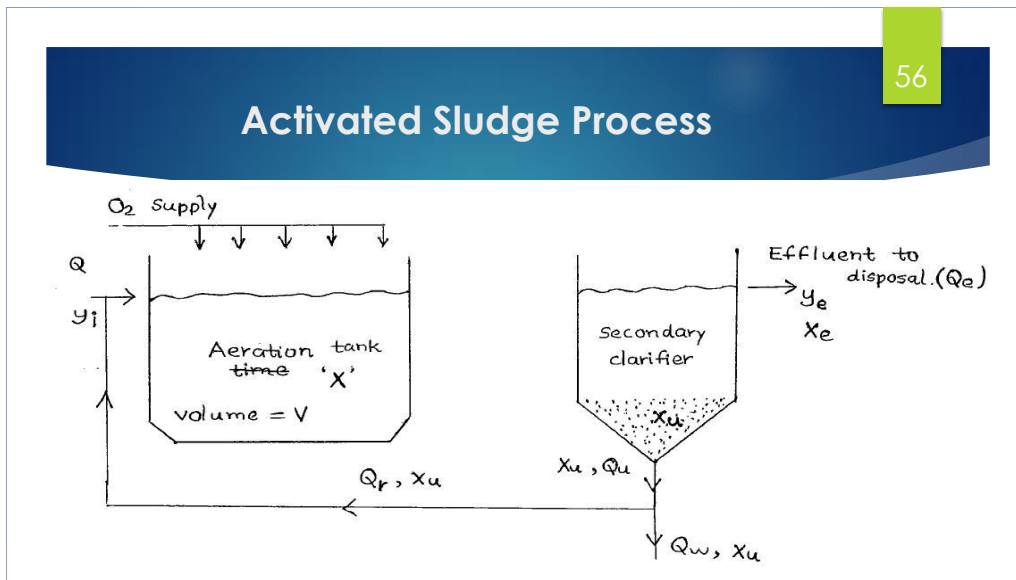 56
Activated Sludge Process
O2 supply
Q
yi
Aeration tank
time 'X'
volume = V
Secondary
clarifier
Xu
Effluent to
disposal.(Qe)
ye
Xe
Xu, Qu
Qr, Xu
Qw, Xu